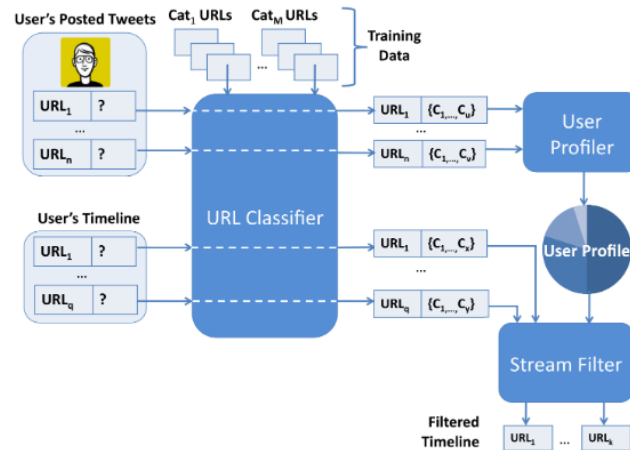 User's Posted Tweets
Cat1 URLs
CatM URLs
Training
Data
...
URL1 ?
...
URLn ?
URL Classifier
URL1 {C1,...,Cu}
...
URLn {C1,...,Cv}
User
Profiler
User's Timeline
URL1 ?
...
URLq ?
URL1 {C1,...,Cx}
...
URLq {C1,...,Cy}
User Profile
Stream Filter
Filtered
Timeline
URL1 ... URLk